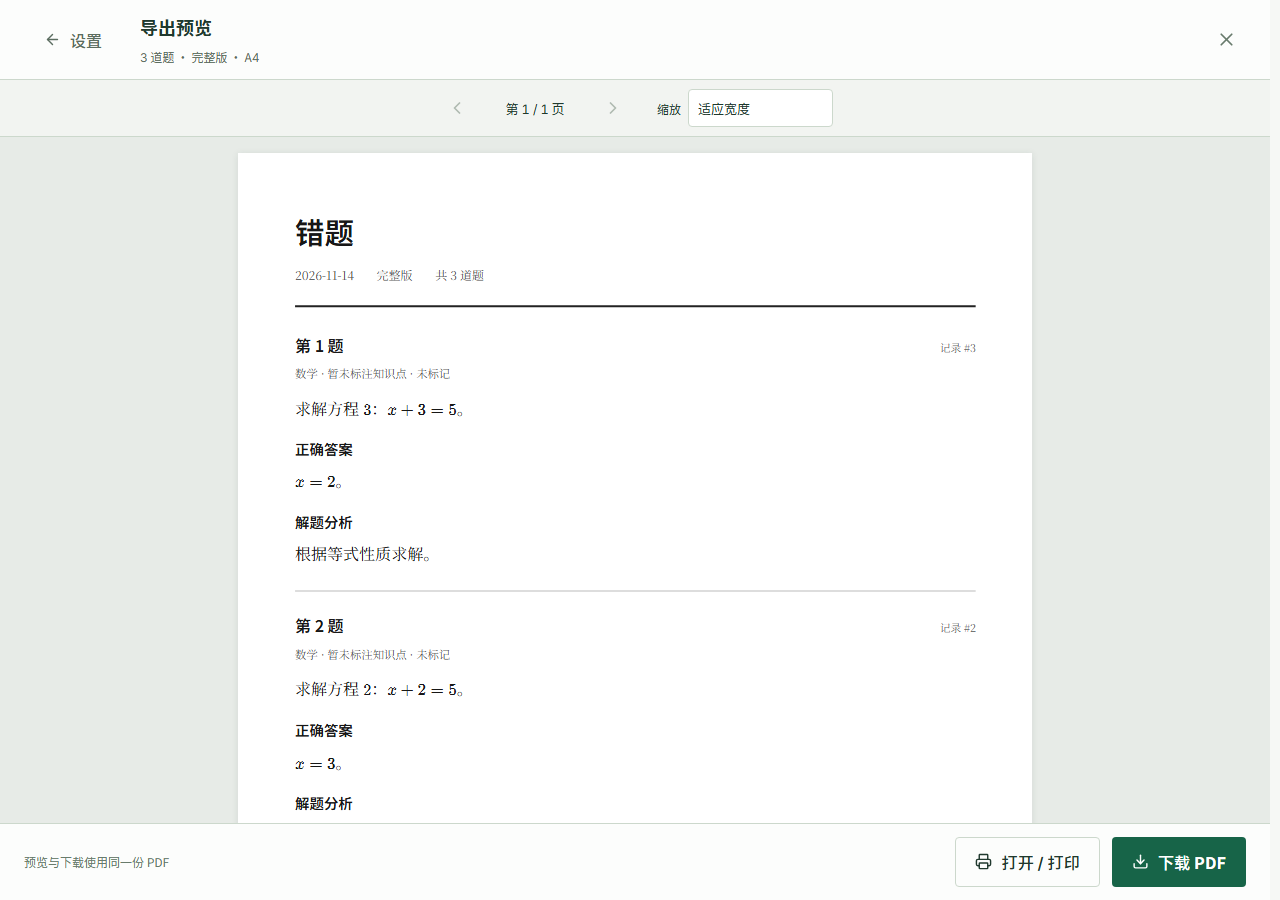 设置
导出预览
3 道题 · 完整版 · A4
第 1 / 1 页
缩放
适应宽度
错题
2026-11-14 完整版 共 3 道题
第 1 题 记录 #3
数学 · 暂未标注知识点 · 未标记
求解方程 3：x + 3 = 5。
正确答案
x = 2。
解题分析
根据等式性质求解。
第 2 题 记录 #2
数学 · 暂未标注知识点 · 未标记
求解方程 2：x + 2 = 5。
正确答案
x = 3。
解题分析
预览与下载使用同一份 PDF
打开 / 打印
下载 PDF